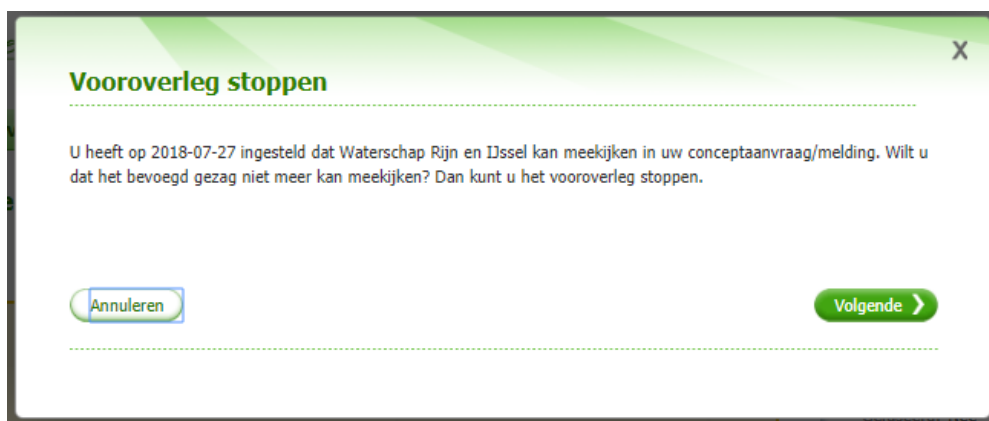 X
Vooroverleg stoppen
U heeft op 2018-07-27 ingesteld dat Waterschap Rijn en IJssel kan meekijken in uw conceptaanvraag/melding. Wilt u
dat het bevoegd gezag niet meer kan meekijken? Dan kunt u het vooroverleg stoppen.
Annuleren
Volgende ❯